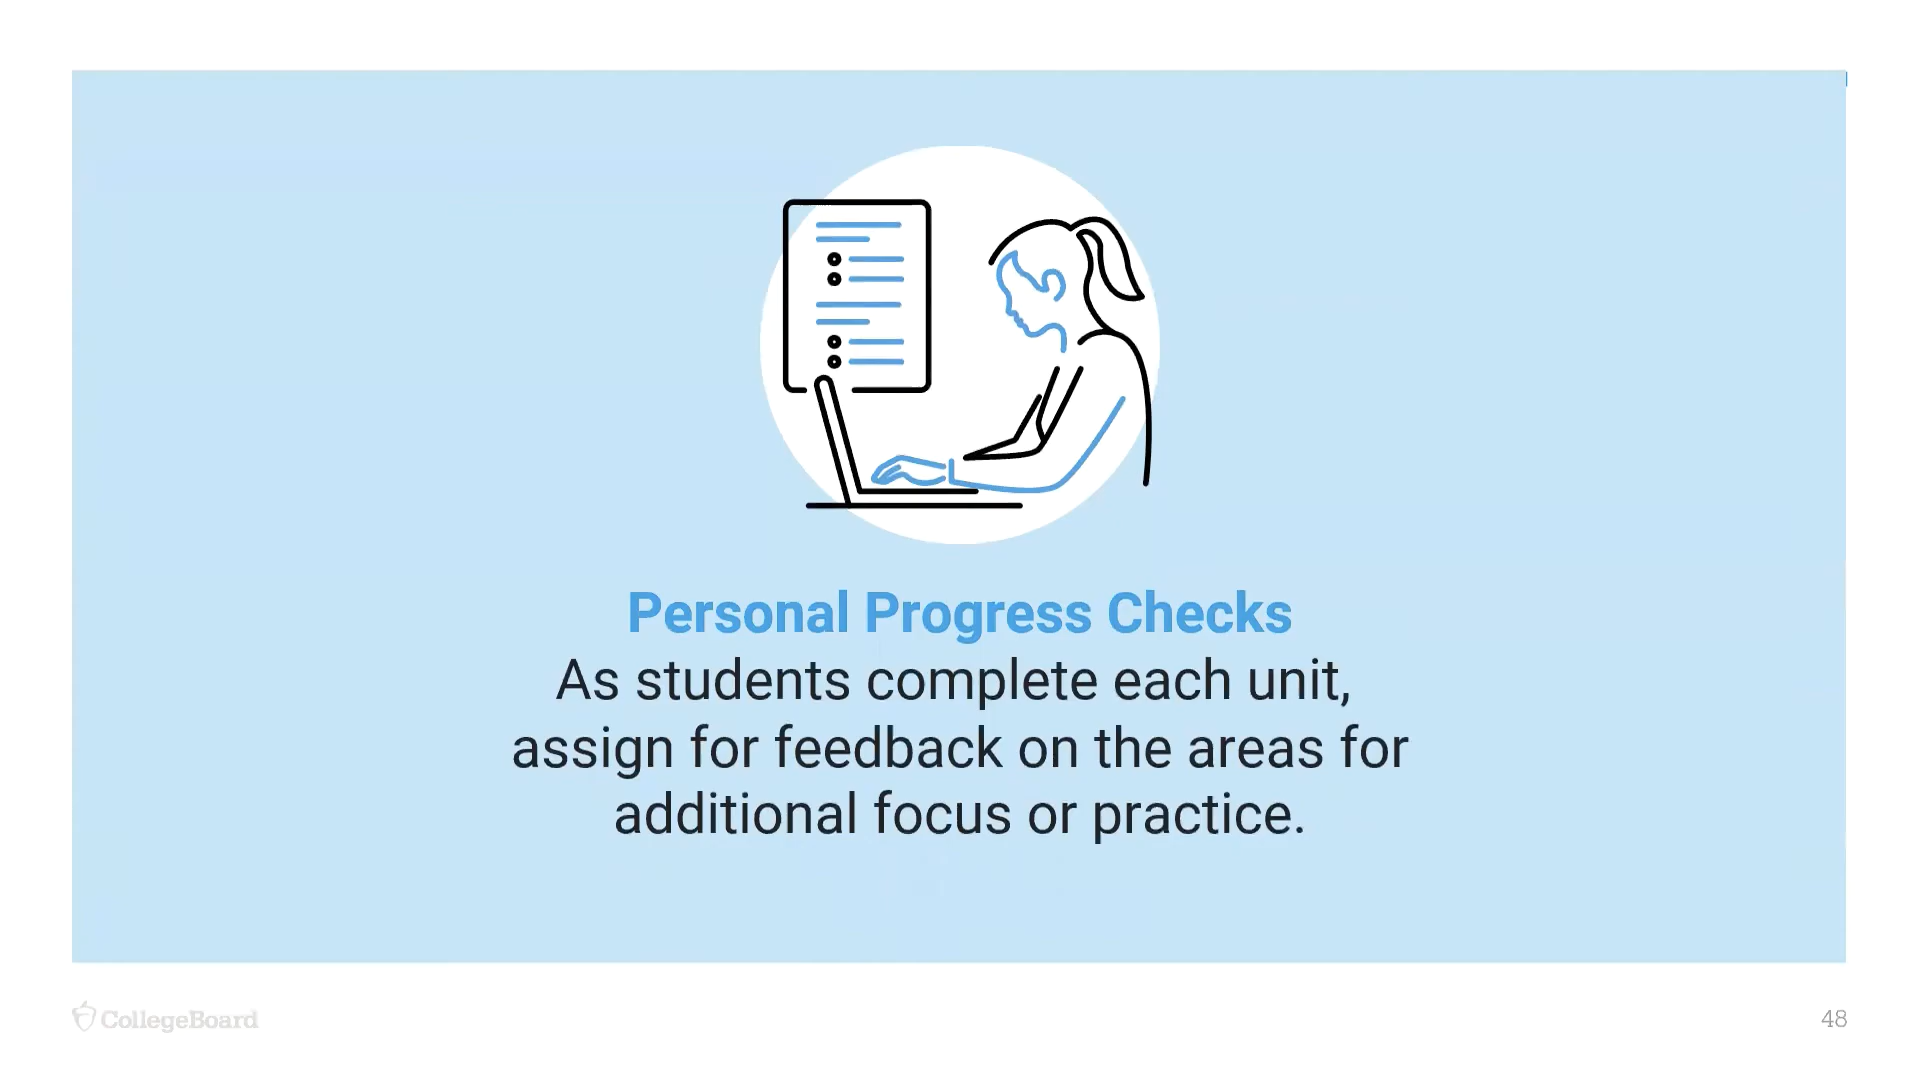 Personal Progress Checks
As students complete each unit,
assign for feedback on the areas for
additional focus or practice.
CollegeBoard
48